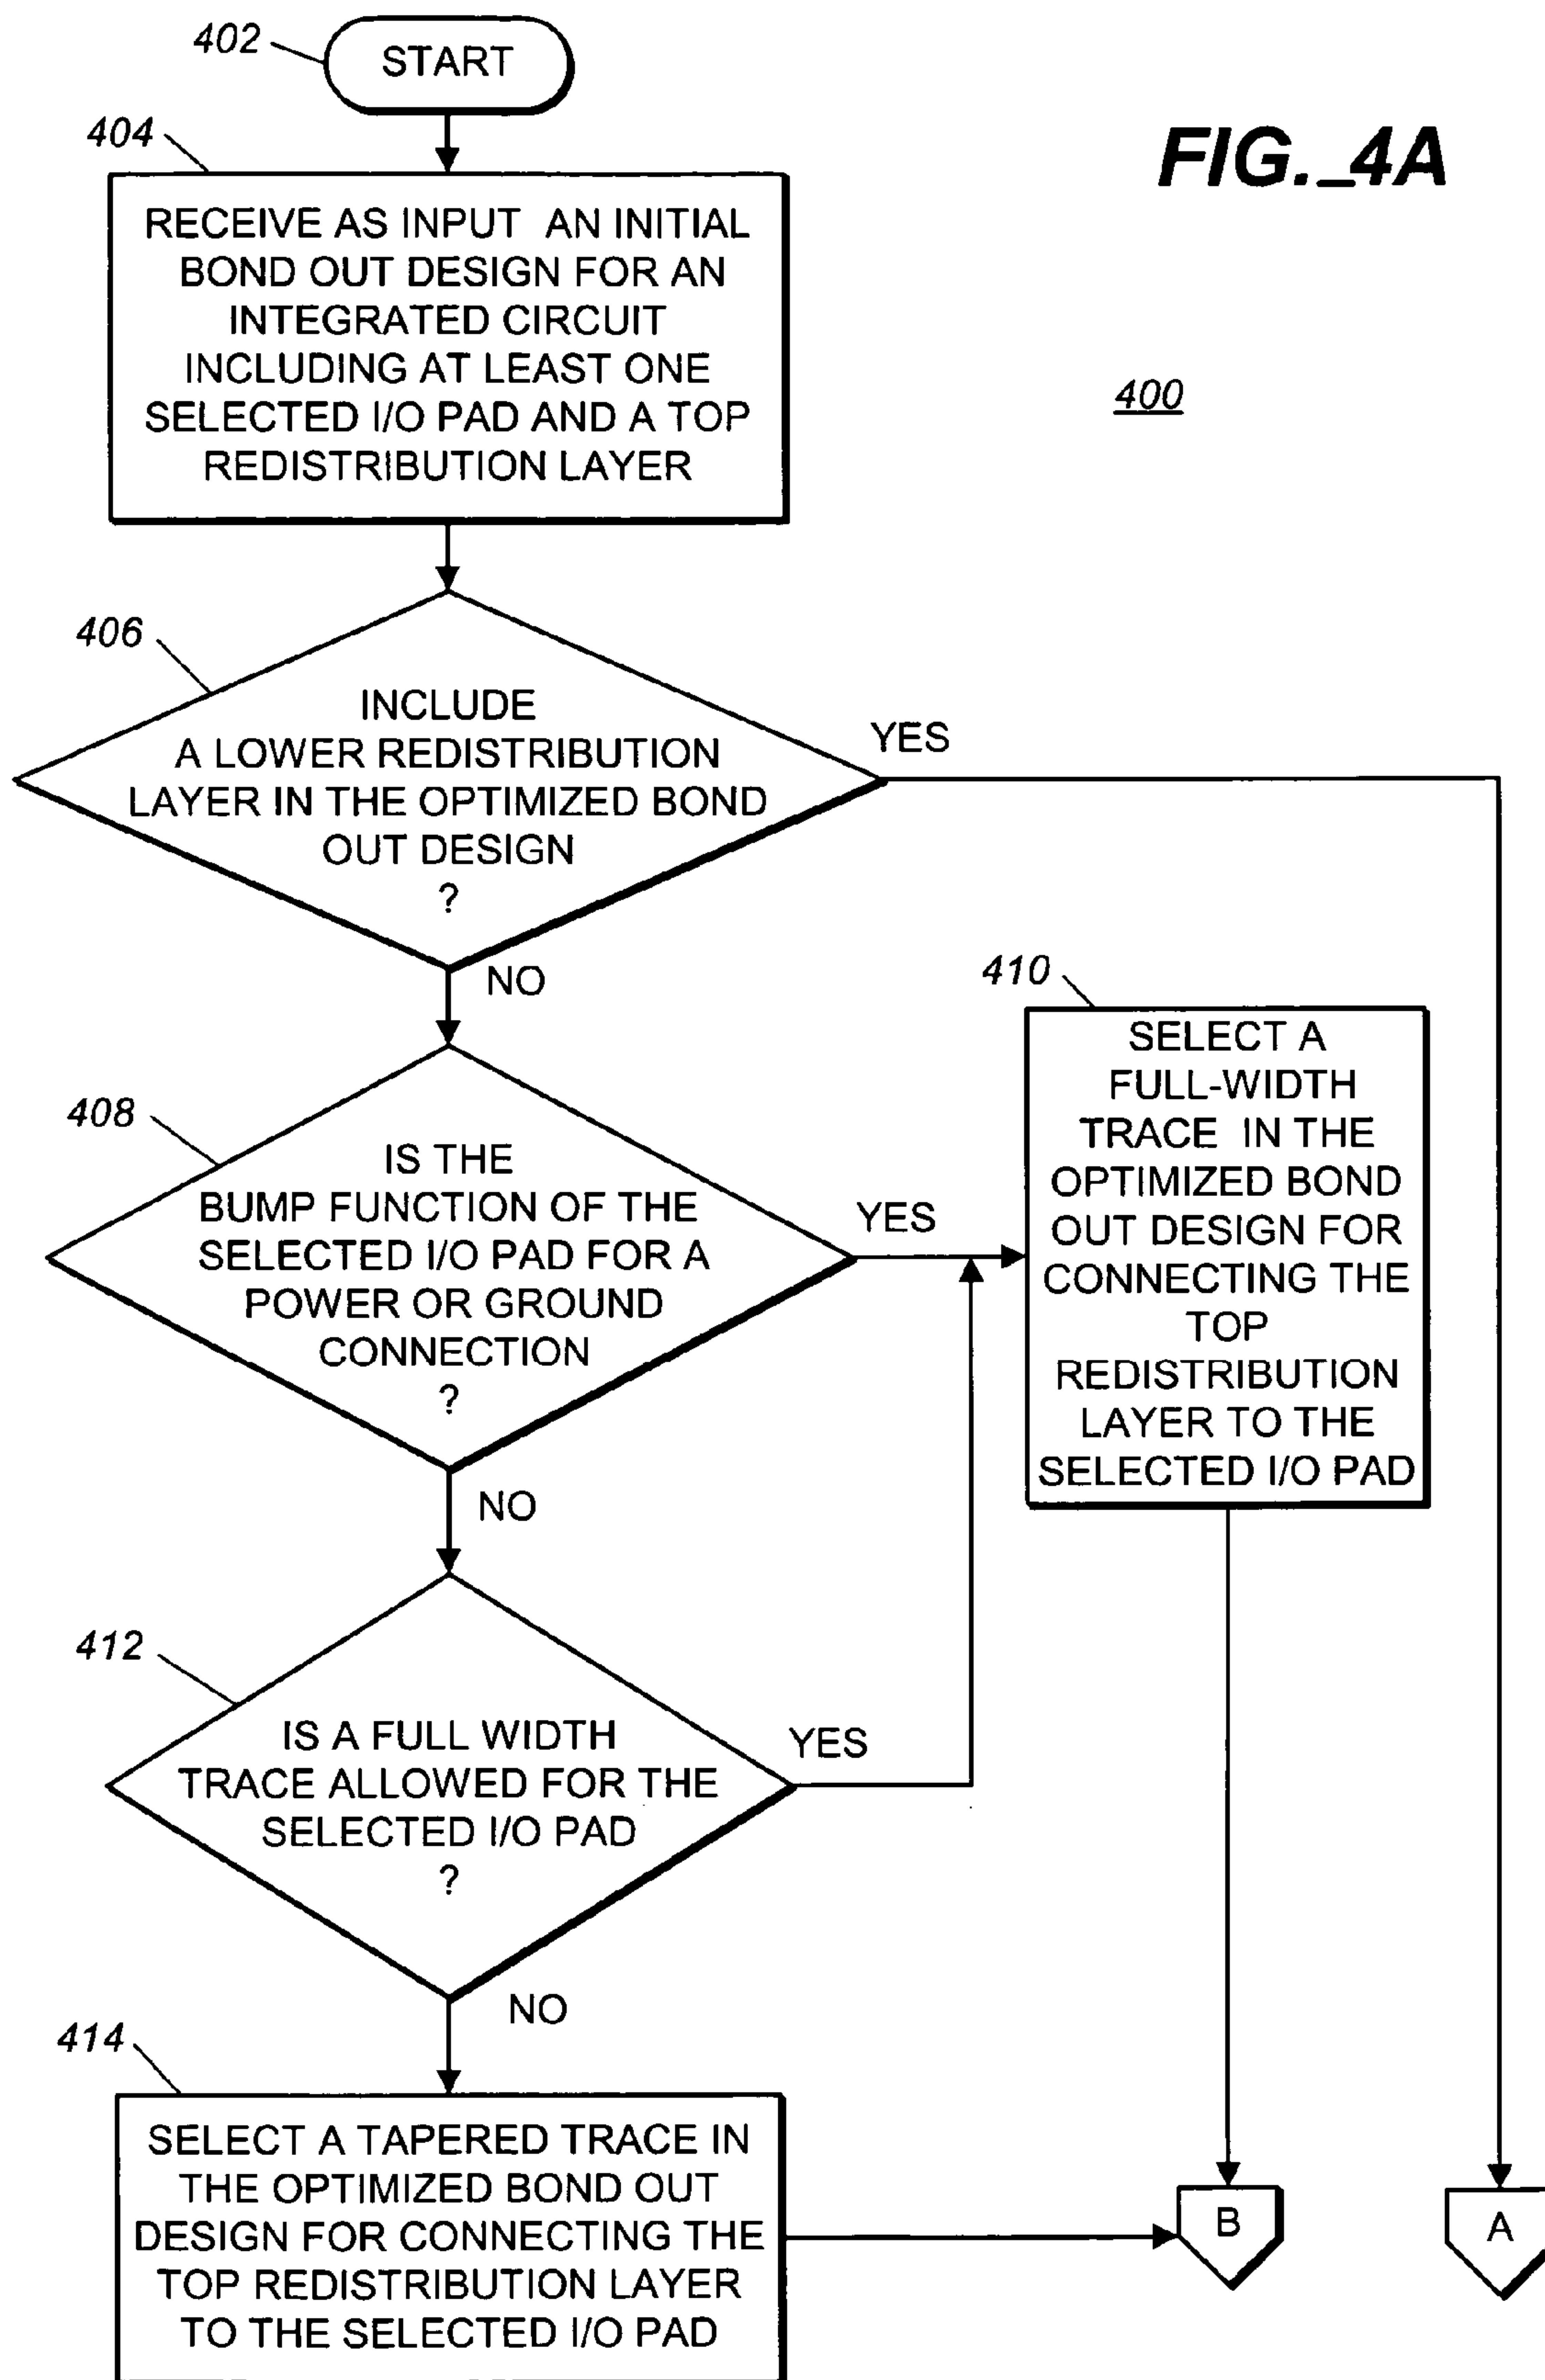 402
START
FIG._4A
404
RECEIVE AS INPUT AN INITIAL
BOND OUT DESIGN FOR AN
INTEGRATED CIRCUIT
INCLUDING AT LEAST ONE
SELECTED I/O PAD AND A TOP
REDISTRIBUTION LAYER
400
406
INCLUDE
A LOWER REDISTRIBUTION
LAYER IN THE OPTIMIZED BOND
OUT DESIGN
?
YES
NO
408
IS THE
BUMP FUNCTION OF THE
SELECTED I/O PAD FOR A
POWER OR GROUND
CONNECTION
?
YES
NO
410
SELECT A
FULL-WIDTH
TRACE IN THE
OPTIMIZED BOND
OUT DESIGN FOR
CONNECTING THE
TOP
REDISTRIBUTION
LAYER TO THE
SELECTED I/O PAD
412
IS A FULL WIDTH
TRACE ALLOWED FOR THE
SELECTED I/O PAD
?
YES
NO
414
SELECT A TAPERED TRACE IN
THE OPTIMIZED BOND OUT
DESIGN FOR CONNECTING THE
TOP REDISTRIBUTION LAYER
TO THE SELECTED I/O PAD
B
A